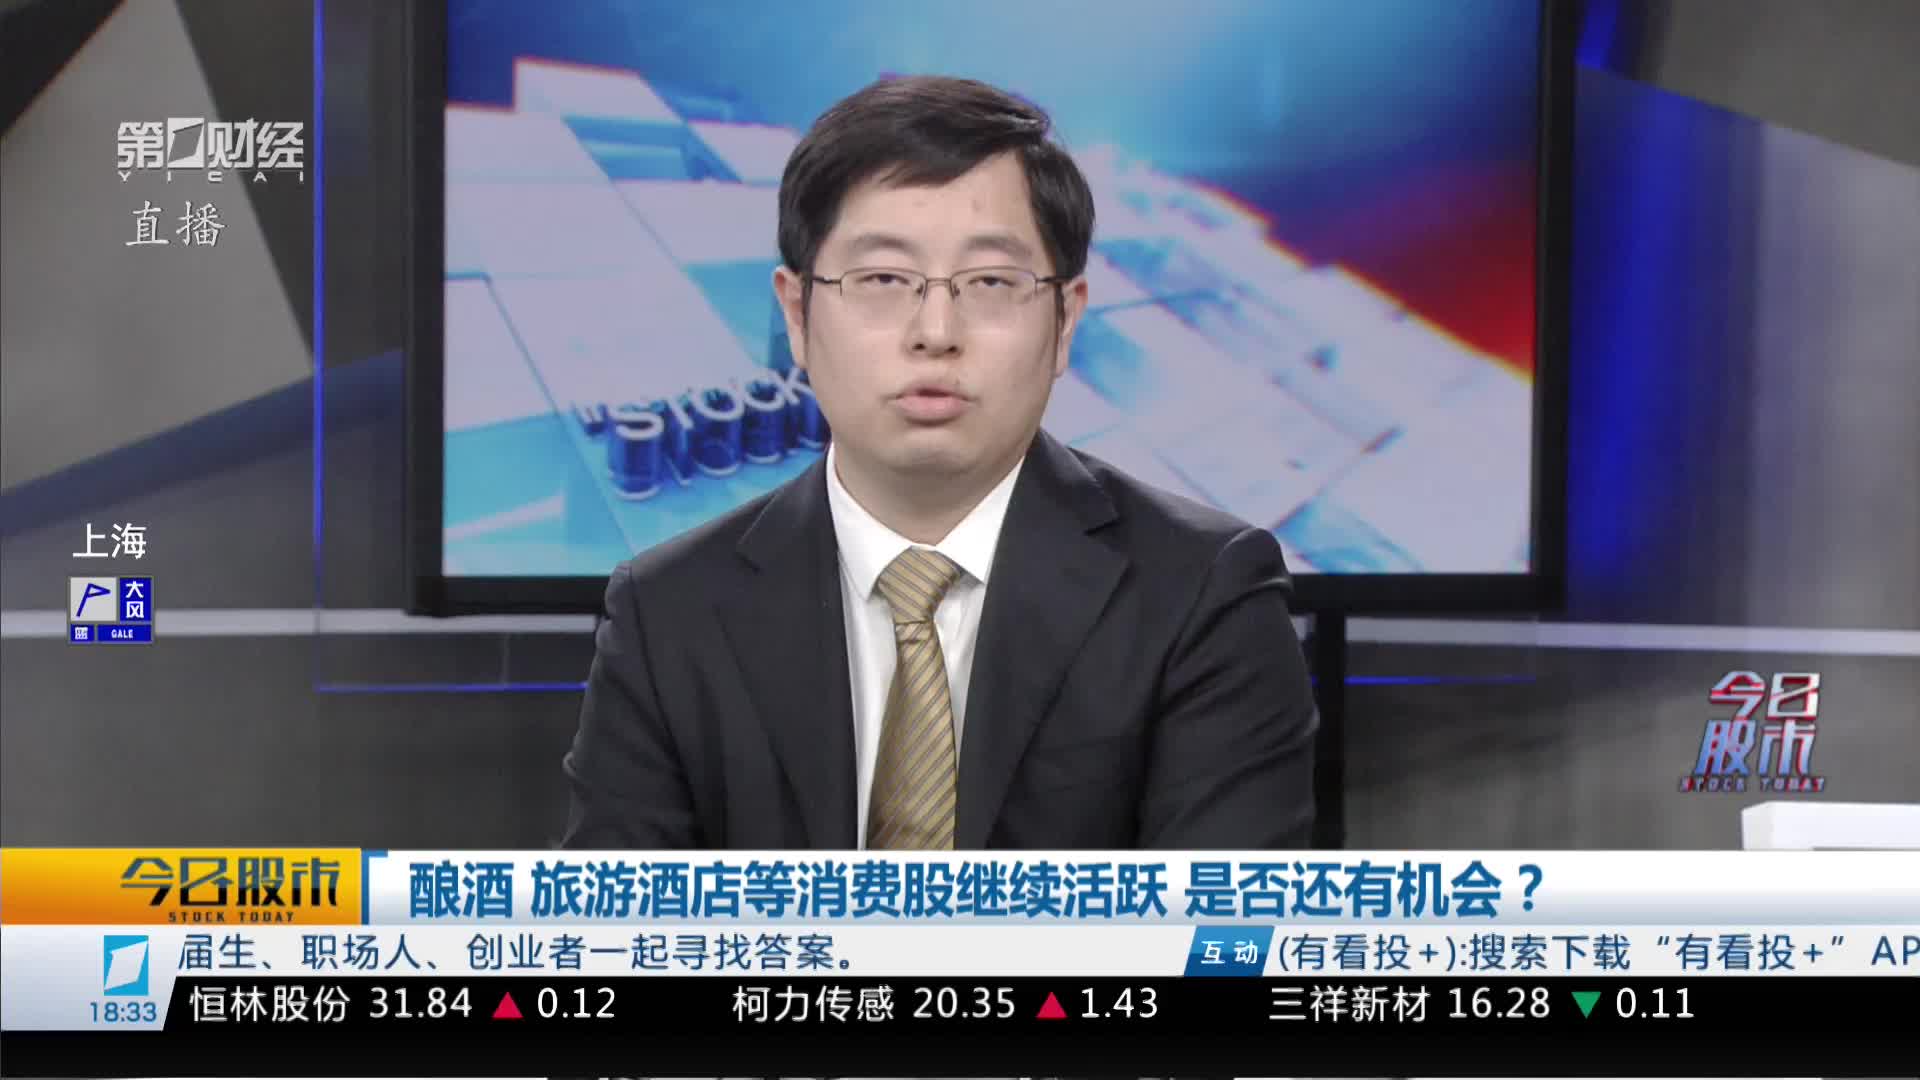 第1财经
YICAI
直播
"STOCK
上海
大风
蓝
GALE
今日
股市
STOCK TODAY
今日股市
STOCK TODAY
酿酒 旅游酒店等消费股继续活跃 是否还有机会？
届生、职场人、创业者一起寻找答案。
互动
(有看投+):搜索下载“有看投+” AP
18:33
恒林股份 31.84 ▲ 0.12
柯力传感 20.35 ▲ 1.43
三祥新材 16.28 ▼ 0.11